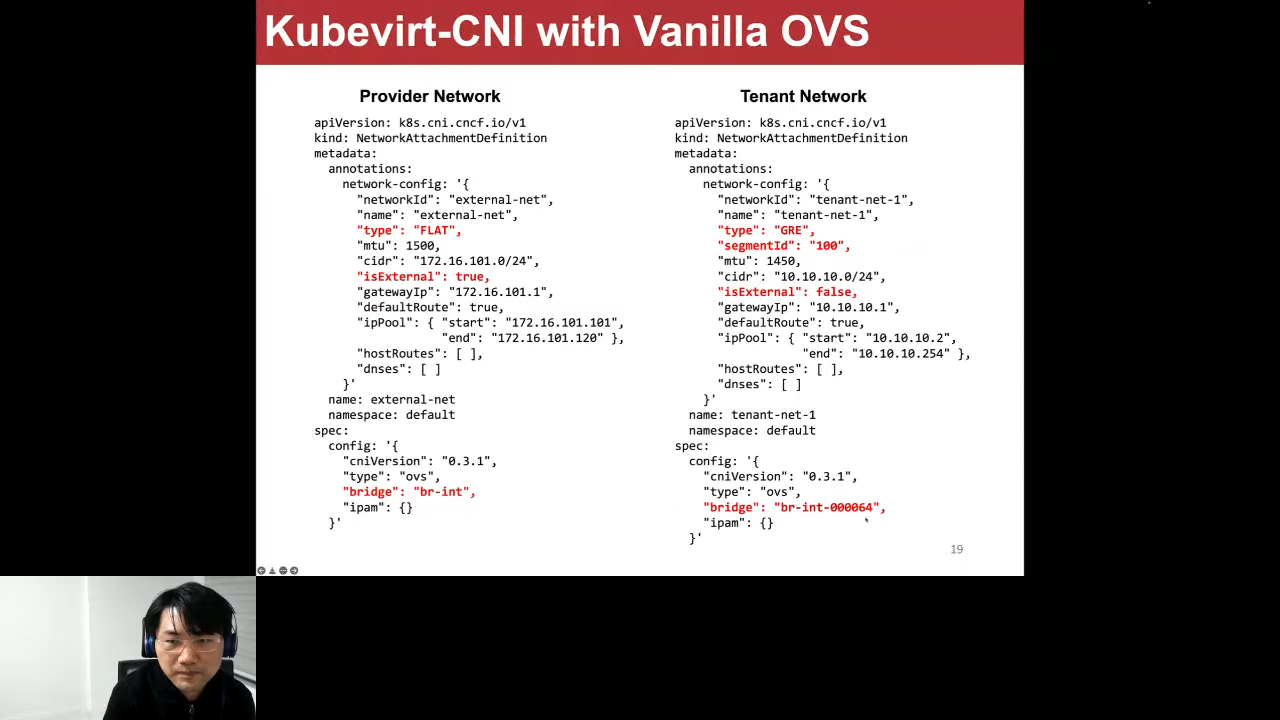 Kubevirt-CNI with Vanilla OVS
Provider Network
apiVersion: k8s.cni.cncf.io/v1
kind: NetworkAttachmentDefinition
metadata:
  annotations:
    network-config: '{
      "networkId": "external-net",
      "name": "external-net",
      "type": "FLAT",
      "mtu": 1500,
      "cidr": "172.16.101.0/24",
      "isExternal": true,
      "gatewayIp": "172.16.101.1",
      "defaultRoute": true,
      "ipPool": { "start": "172.16.101.101",
                  "end": "172.16.101.120" },
      "hostRoutes": [ ],
      "dnses": [ ]
    }'
  name: external-net
  namespace: default
spec:
  config: '{
    "cniVersion": "0.3.1",
    "type": "ovs",
    "bridge": "br-int",
    "ipam": {}
  }'
Tenant Network
apiVersion: k8s.cni.cncf.io/v1
kind: NetworkAttachmentDefinition
metadata:
  annotations:
    network-config: '{
      "networkId": "tenant-net-1",
      "name": "tenant-net-1",
      "type": "GRE",
      "segmentId": "100",
      "mtu": 1450,
      "cidr": "10.10.10.0/24",
      "isExternal": false,
      "gatewayIp": "10.10.10.1",
      "defaultRoute": true,
      "ipPool": { "start": "10.10.10.2",
                  "end": "10.10.10.254" },
      "hostRoutes": [ ],
      "dnses": [ ]
    }'
  name: tenant-net-1
  namespace: default
spec:
  config: '{
    "cniVersion": "0.3.1",
    "type": "ovs",
    "bridge": "br-int-000064",
    "ipam": {}
  }'
19